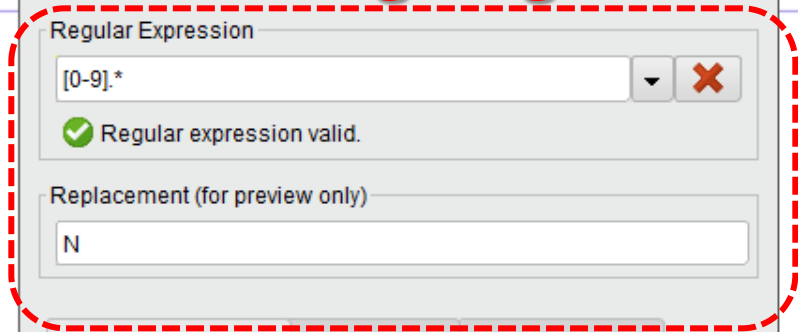 Regular Expression
[0-9].*
Regular expression valid.
Replacement (for preview only)
N